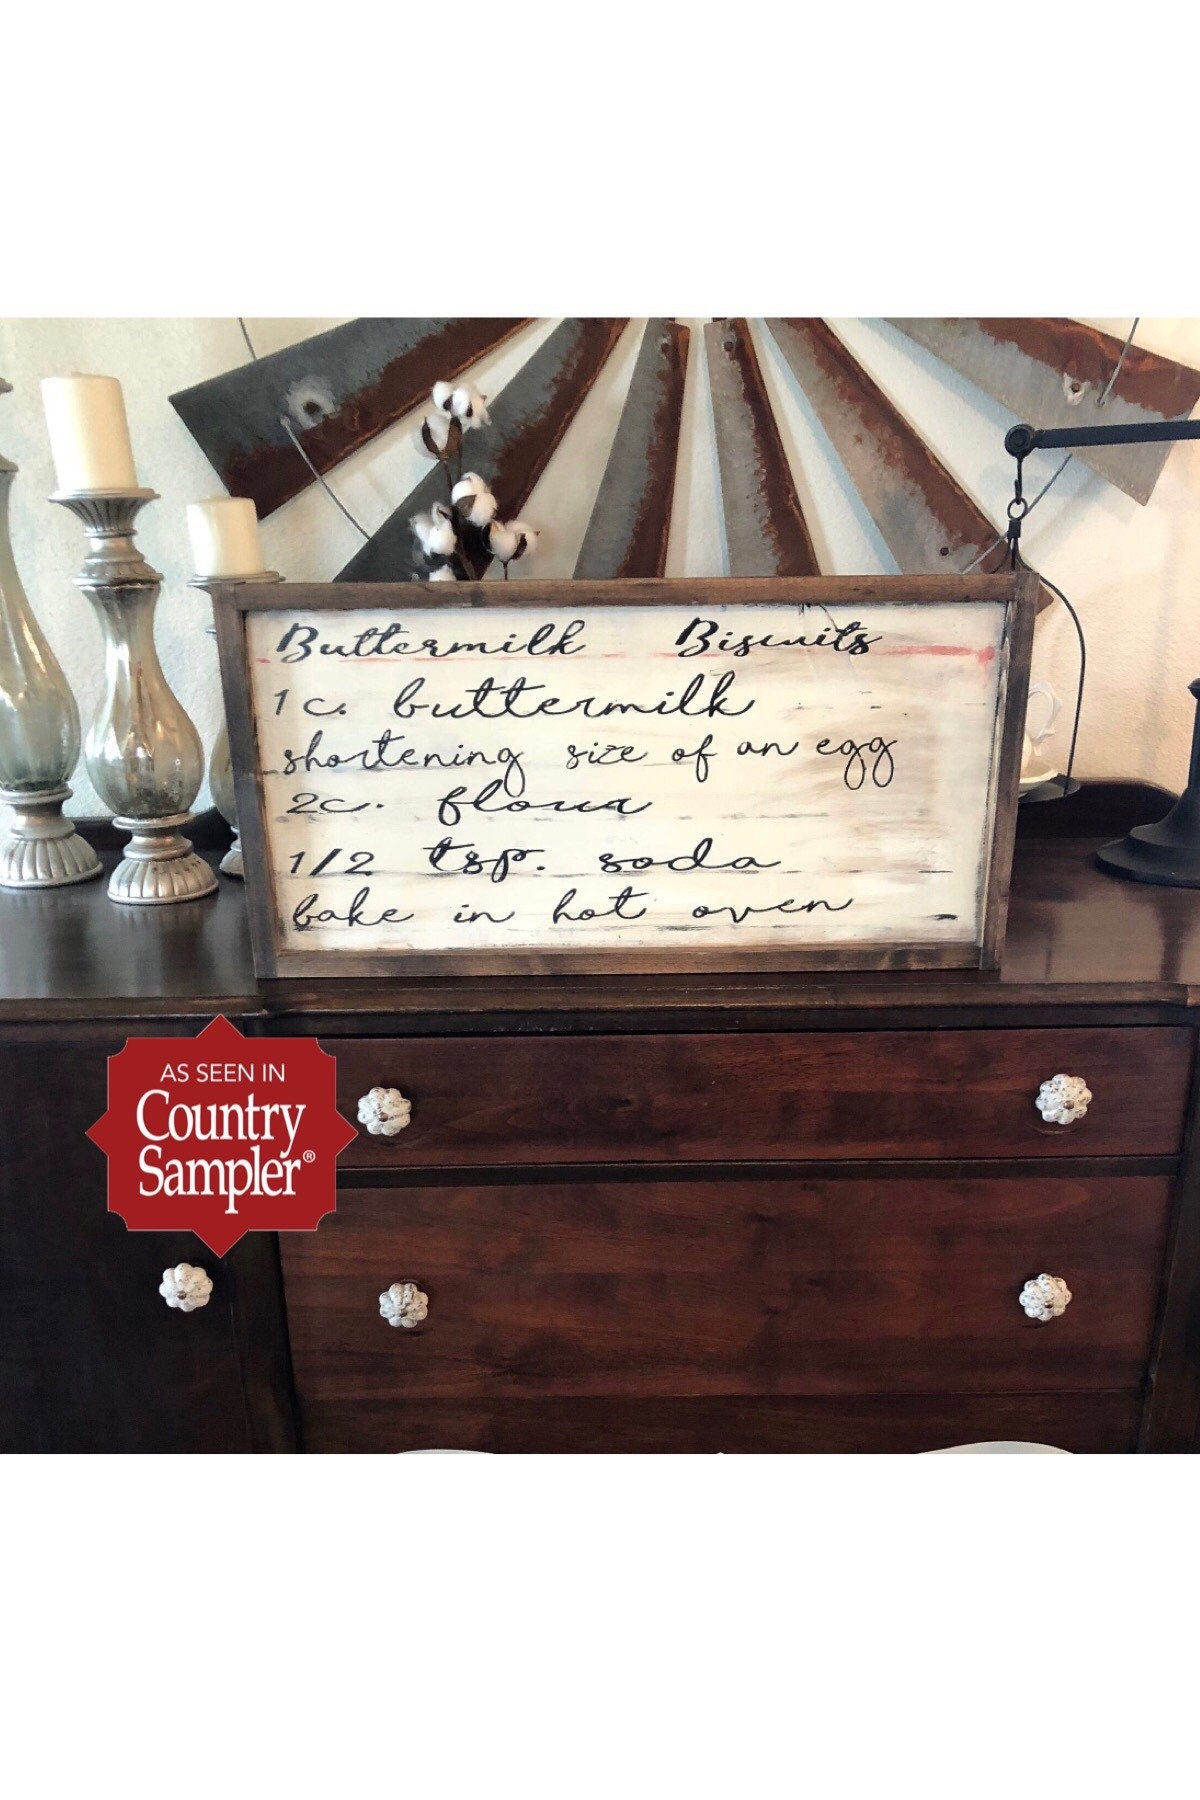 Buttermilk Biscuits
1 c. buttermilk
shortening size of an egg
2c. flour
1/2 tsp. soda
bake in hot oven
AS SEEN IN
Country
Sampler®